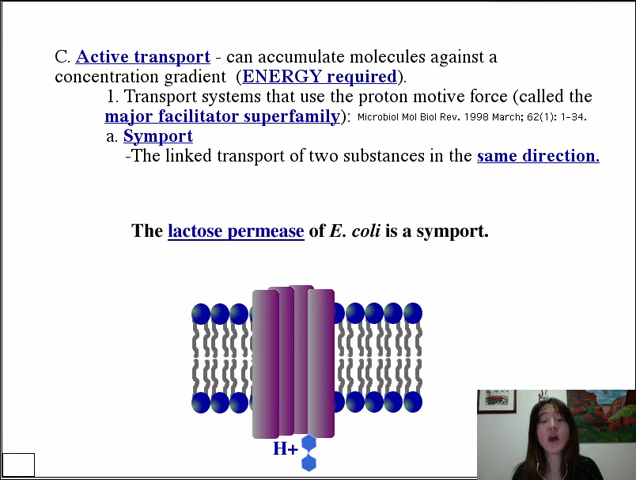 C. Active transport - can accumulate molecules against a
concentration gradient (ENERGY required).
1. Transport systems that use the proton motive force (called the
major facilitator superfamily): Microbiol Mol Biol Rev. 1998 March; 62(1): 1-34.
a. Symport
-The linked transport of two substances in the same direction.
The lactose permease of E. coli is a symport.
H+